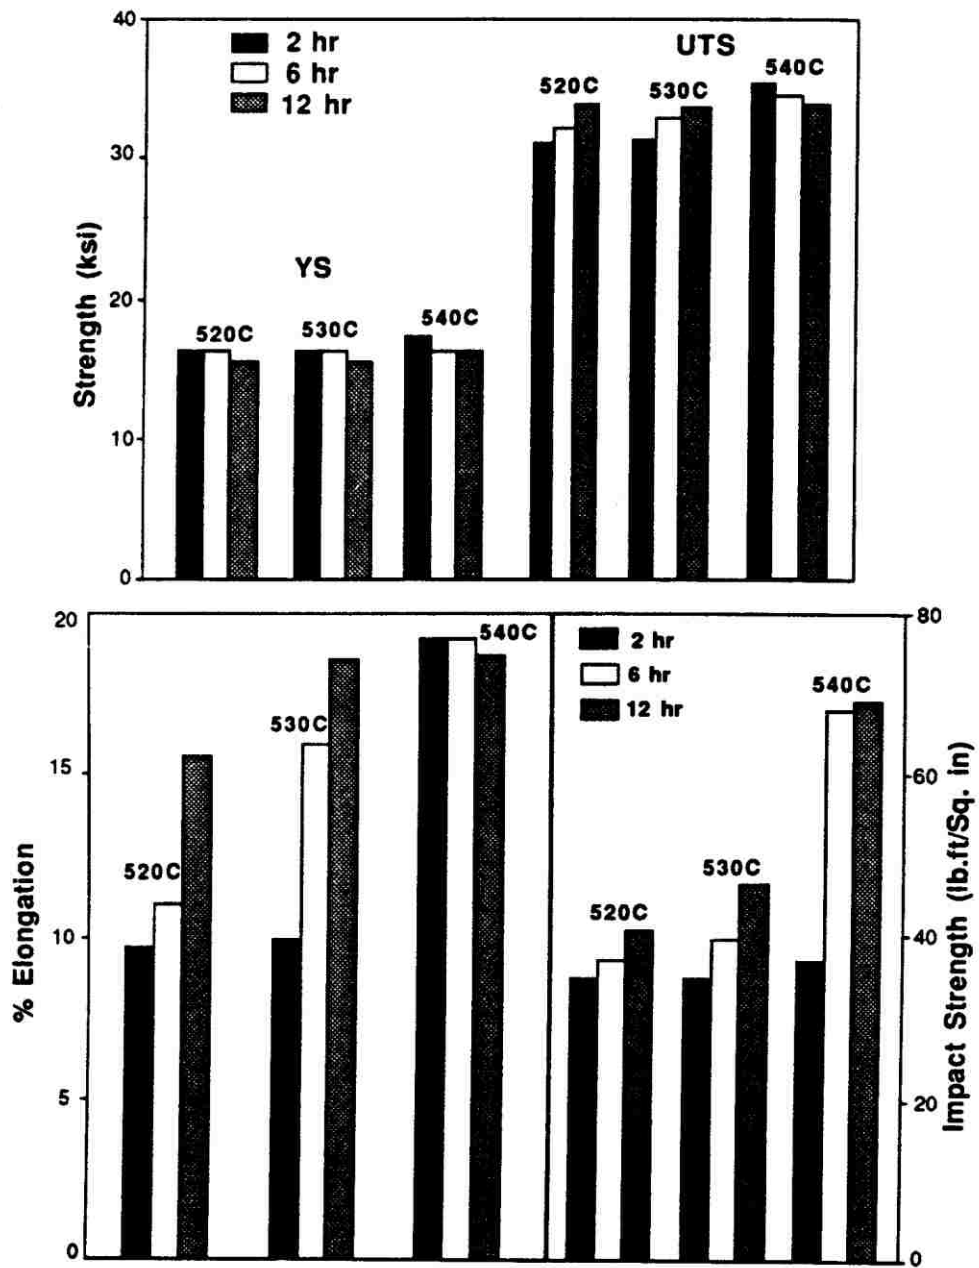 40
30
20
10
0
Strength (ksi)
2 hr
6 hr
12 hr
YS
520C
530C
540C
UTS
520C
530C
540C
20
15
10
5
0
% Elongation
520C
530C
540C
2 hr
6 hr
12 hr
520C
530C
540C
80
60
40
20
0
Impact Strength (lb.ft/Sq. in)